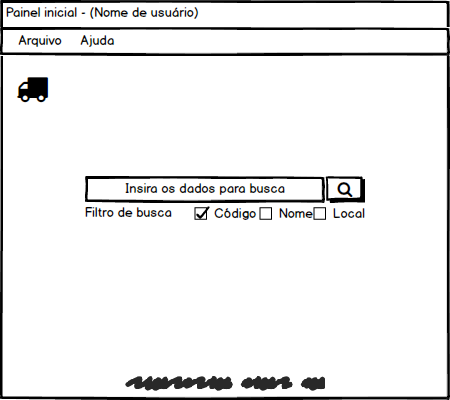 Painel inicial - (Nome de usuário)
Arquivo Ajuda
Insira os dados para busca
Filtro de busca Código Nome Local